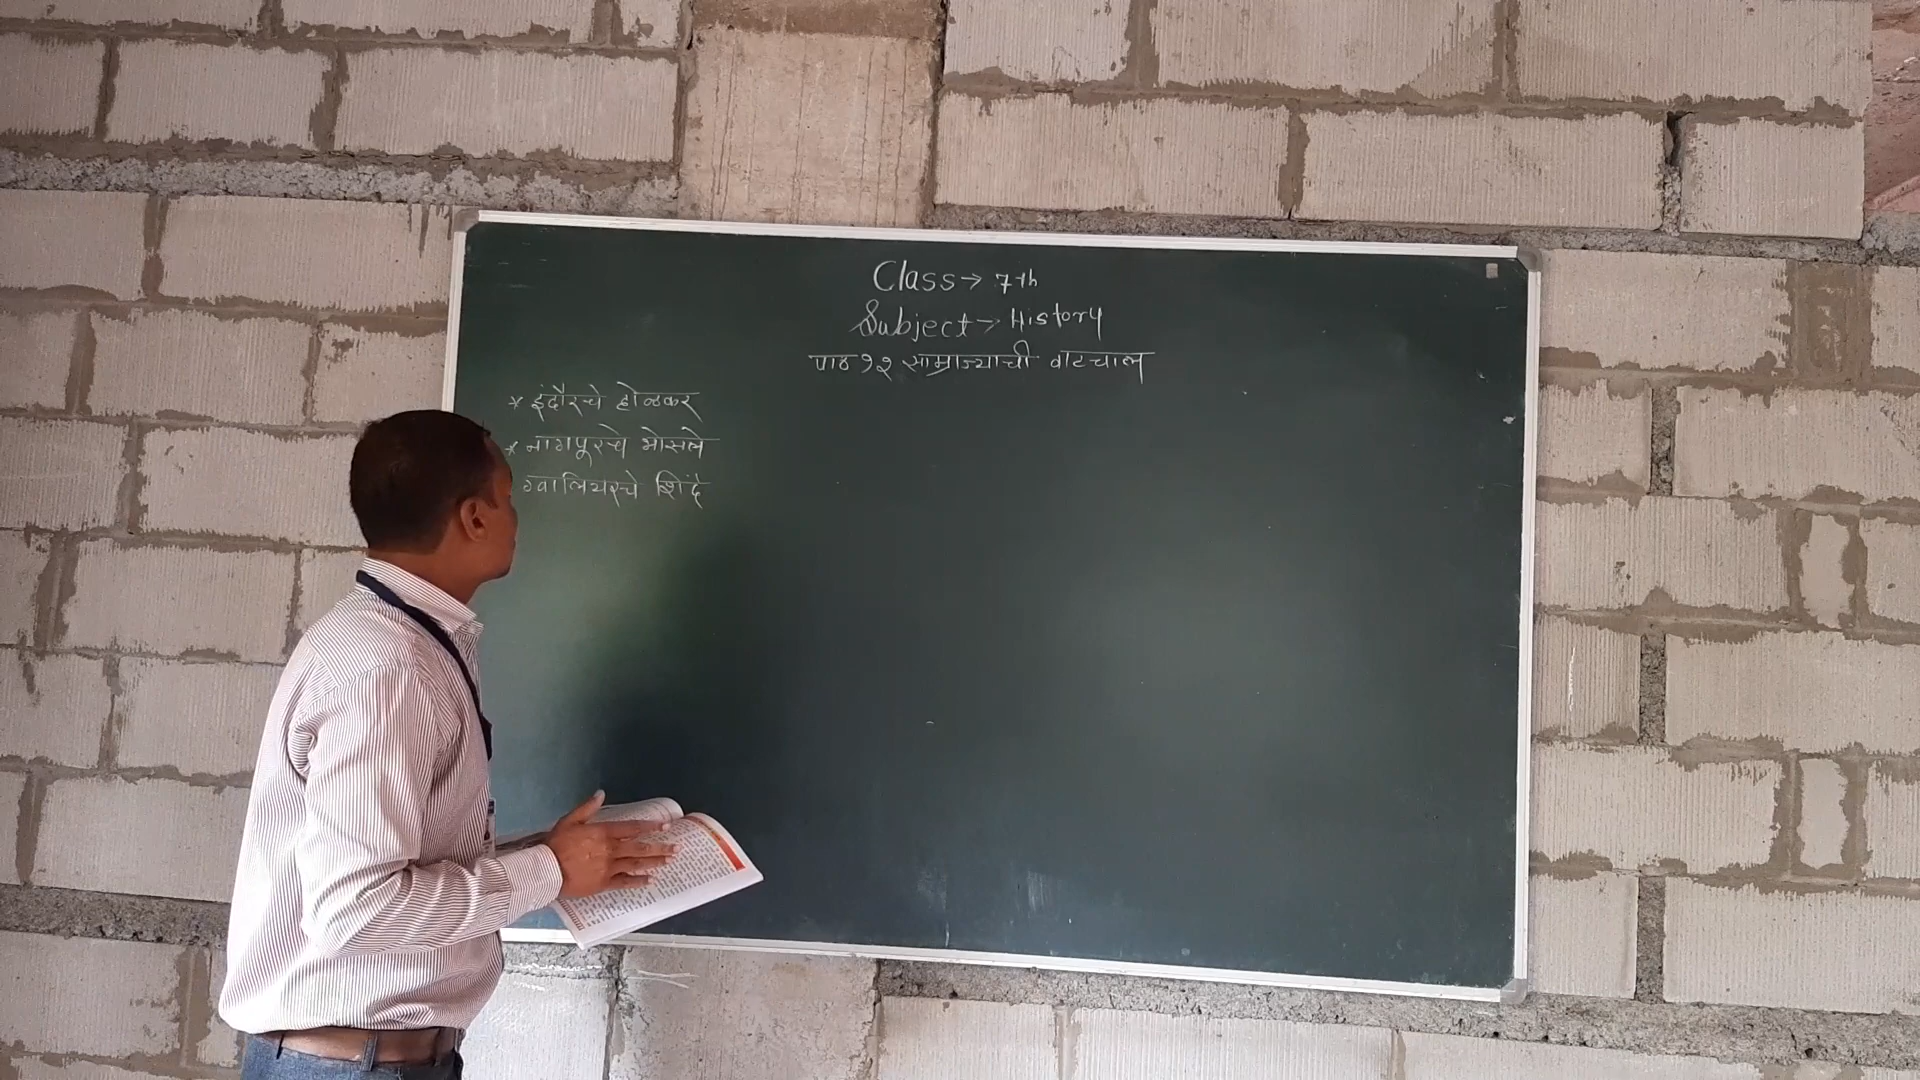 Class → 7th
Subject → History
पाठ १२ साम्राज्याची वाटचाल
* इंदौरचे होळकर
* नागपूरचे भोसले
ग्वालियरचे शिंदे